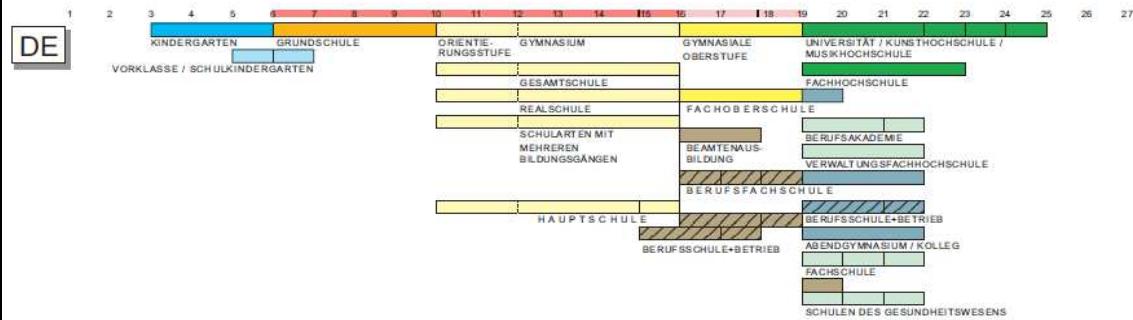 1 2 3 4 5 6 7 8 9 10 11 12 13 14 15 16 17 18 19 20 21 22 23 24 25 26 27
DE
KINDERGARTEN GRUNDSCHULE ORIENTIE- GYMNASIUM GYMNASIALE UNIVERSITÄT / KUNSTHOCHSCHULE /
RUNGSSTUFE OBERSTUFE MUSIKHOCHSCHULE
VORKLASSE / SCHULKINDERGARTEN
GESAMTSCHULE FACHHOCHSCHULE
REALSCHULE FACHOBERSCHULE
SCHULARTEN MIT BEAMTENAUS- BERUFSAKADEMIE
MEHREREN BILDUNG
BILDUNGSGÄNGEN VERWALTUNGSFACHHOCHSCHULE
BERUFSFACHSCHULE
HAUPTSCHULE BERUFSSCHULE+BETRIEB
BERUFSSCHULE+BETRIEB ABENDGYMNASIUM / KOLLEG
FACHSCHULE
SCHULEN DES GESUNDHEITSWESENS